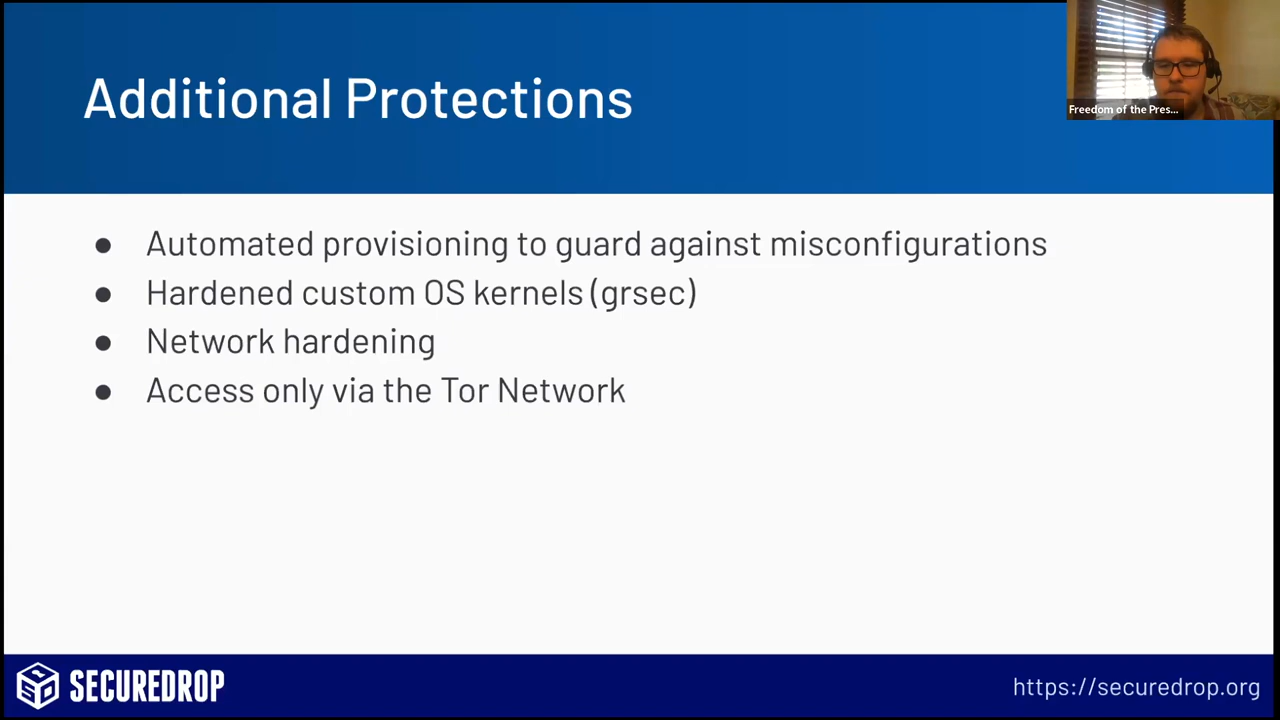 Additional Protections
Freedom of the Pres...
● Automated provisioning to guard against misconfigurations
● Hardened custom OS kernels (grsec)
● Network hardening
● Access only via the Tor Network
SECUREDROP
https://securedrop.org